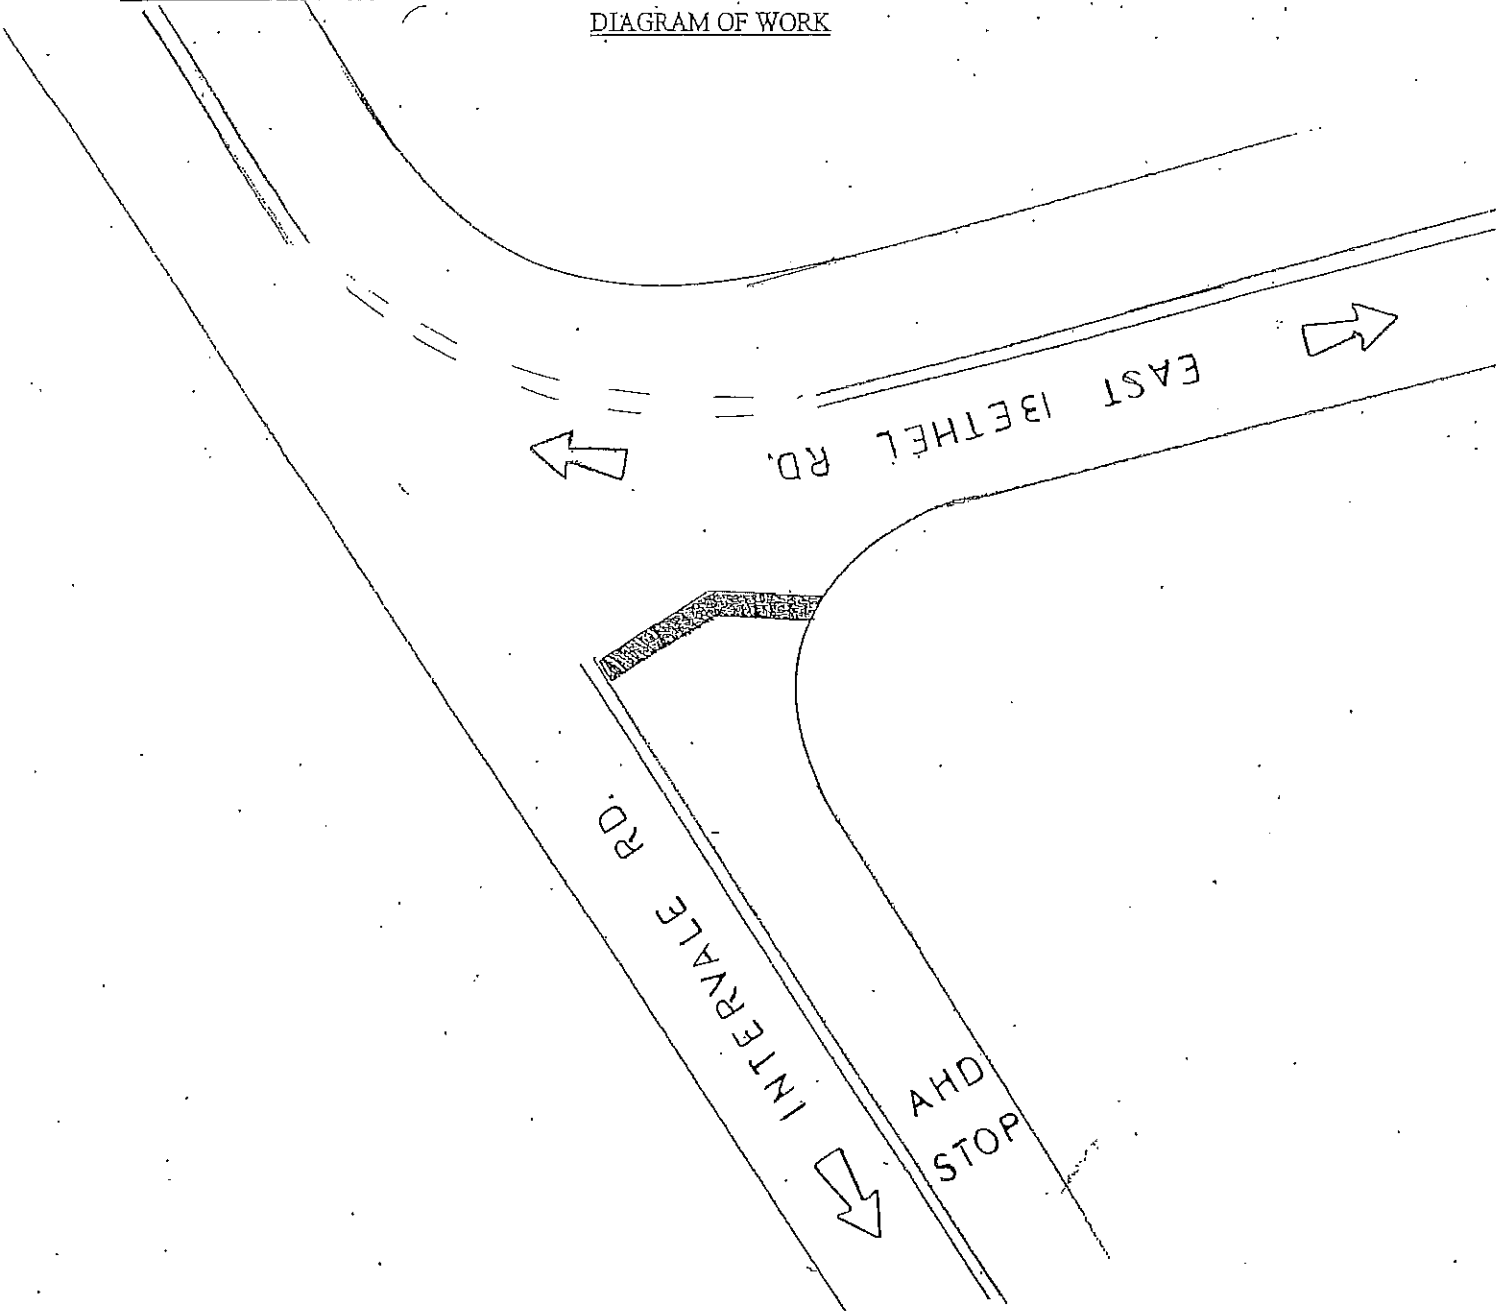 DIAGRAM OF WORK
EAST BETHEL RD.
INTERVALE RD.
AHD
STOP